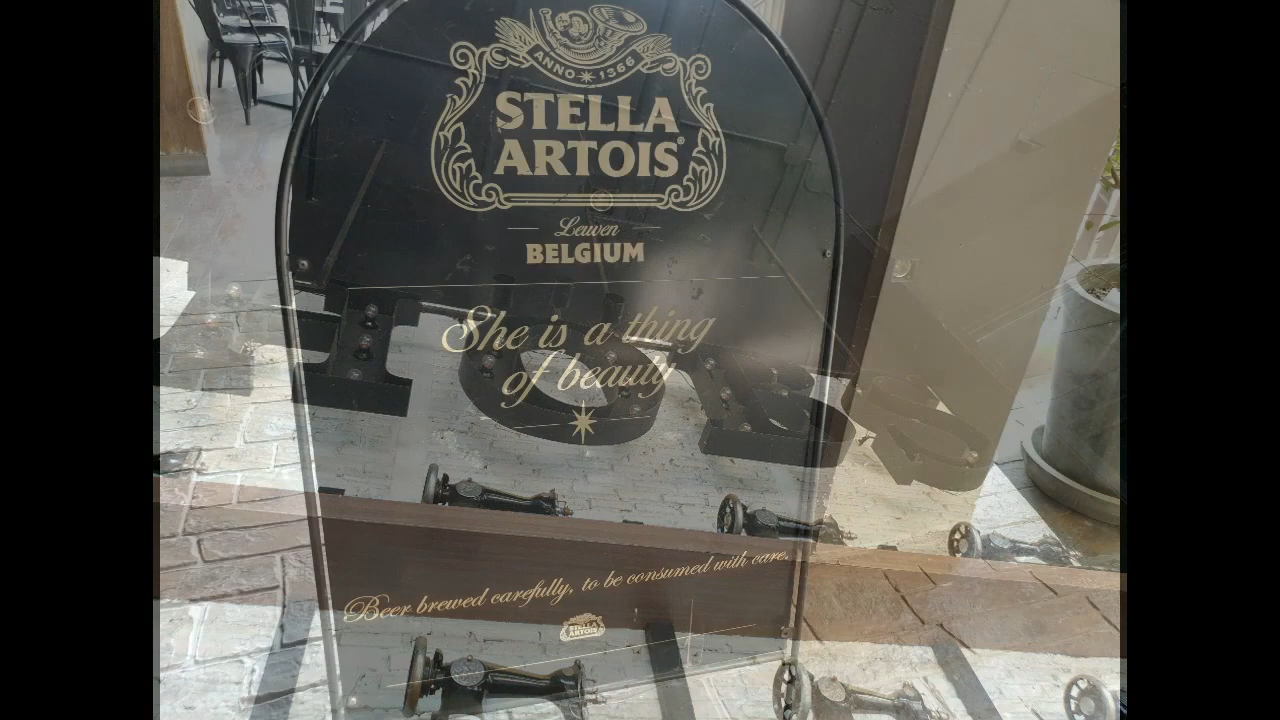 ANNO 1366
STELLA
ARTOIS®
Leuven
BELGIUM
She is a thing
of beauty
Beer brewed carefully, to be consumed with care.
STELLA
ARTOIS